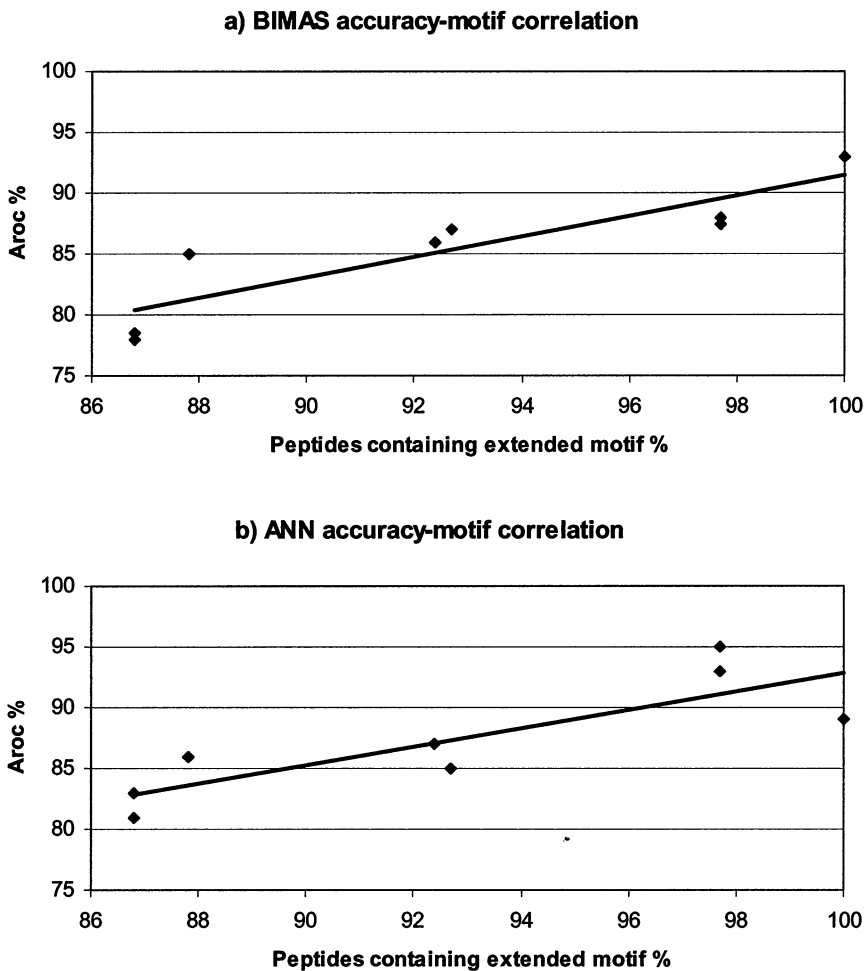 a) BIMAS accuracy-motif correlation
100
95
90
85
80
75
Aroc %
86 88 90 92 94 96 98 100
Peptides containing extended motif %
b) ANN accuracy-motif correlation
100
95
90
85
80
75
Aroc %
86 88 90 92 94 96 98 100
Peptides containing extended motif %